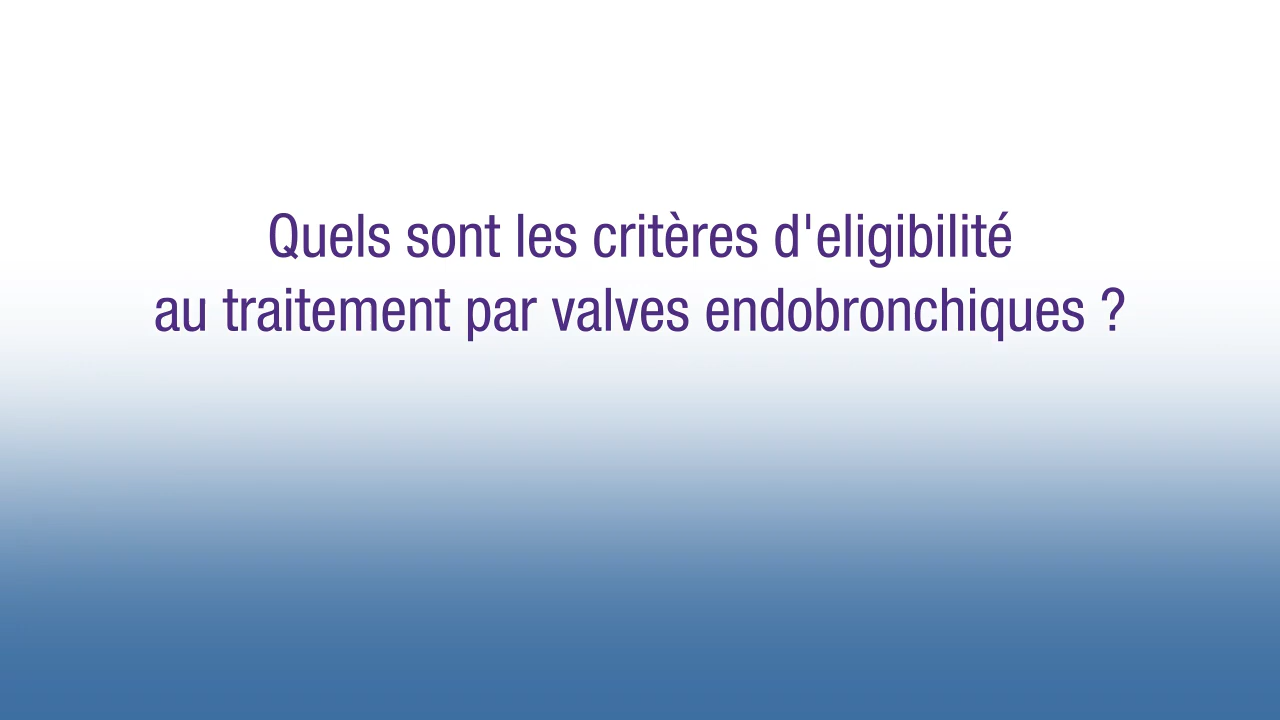 Quels sont les critères d'eligibilité
au traitement par valves endobronchiques ?